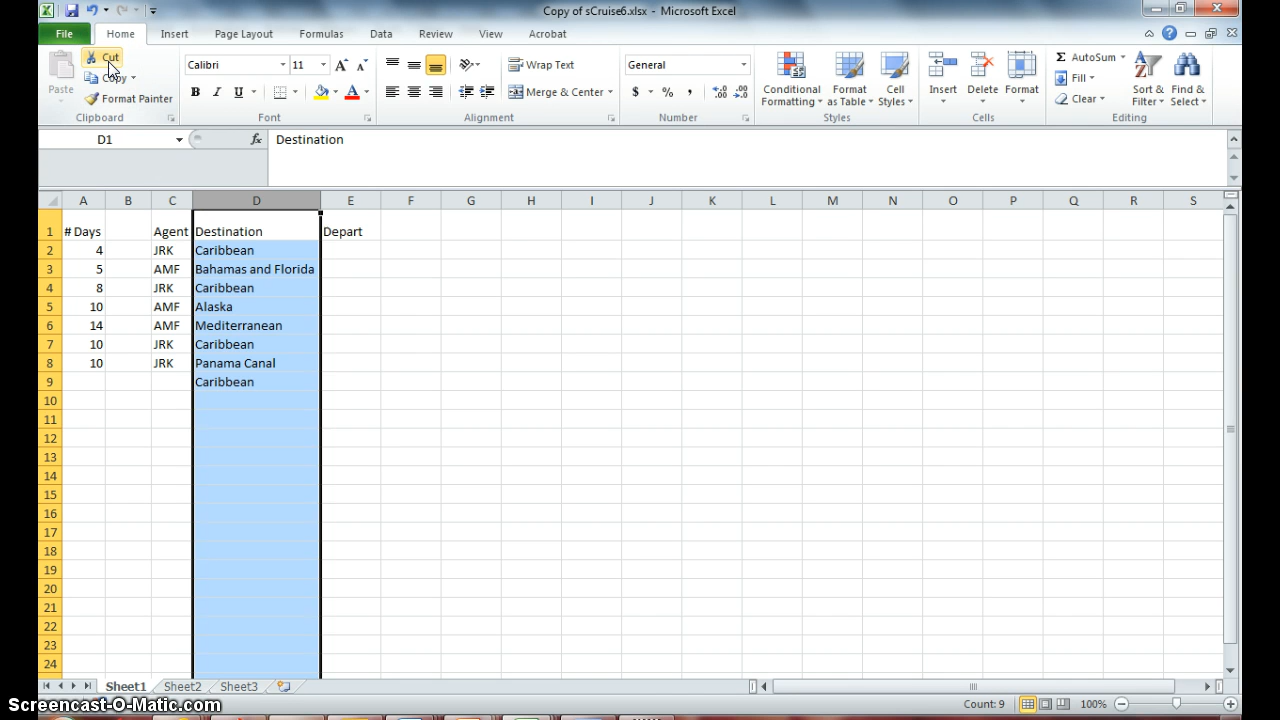 Copy of sCruise6.xlsx - Microsoft Excel
File Home Insert Page Layout Formulas Data Review View Acrobat
Paste
Cut
Copy
Format Painter
Clipboard
Calibri 11
B I U
Font
Wrap Text
Merge & Center
Alignment
General
$ % ,
Number
Conditional Formatting
Format as Table
Cell Styles
Styles
Insert Delete Format
Cells
AutoSum
Fill
Clear
Sort & Filter
Find & Select
Editing
D1 fx Destination
A B C D E F G H I J K L M N O P Q R S
1 # Days Agent Destination Depart
2 4 JRK Caribbean
3 5 AMF Bahamas and Florida
4 8 JRK Caribbean
5 10 AMF Alaska
6 14 AMF Mediterranean
7 10 JRK Caribbean
8 10 JRK Panama Canal
9 Caribbean
10
11
12
13
14
15
16
17
18
19
20
21
22
23
24
Sheet1 Sheet2 Sheet3
Count: 9 100%
Screencast-O-Matic.com